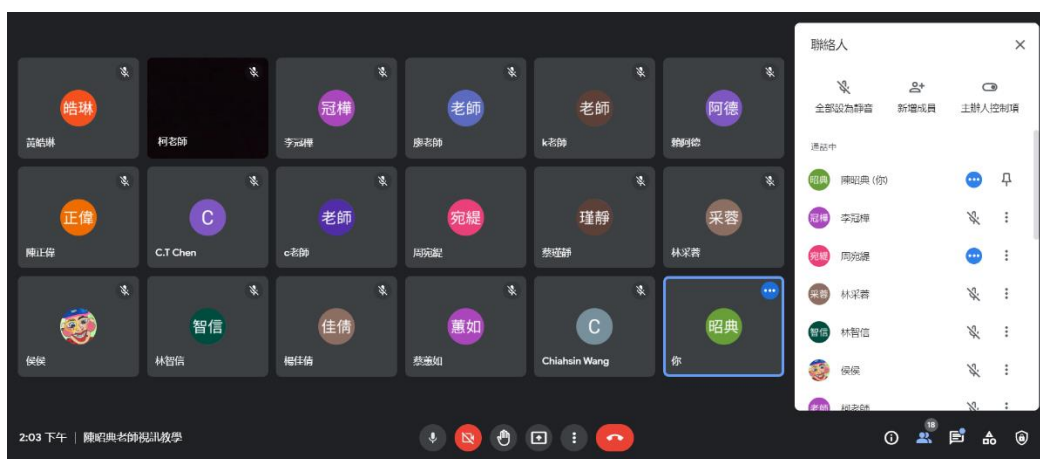 皓琳
黃皓琳
柯老師
冠樺
李冠樺
老師
廖老師
老師
k老師
阿德
賴阿德
正偉
陳正偉
C
C.T Chen
老師
c老師
宛緹
周宛緹
瑾靜
蔡瑾靜
采蓉
林采蓉
侯侯
智信
林智信
佳倩
楊佳倩
蕙如
蔡蕙如
C
Chiahsin Wang
昭典
你
聯絡人
全部設為靜音
新增成員
主辦人控制項
通話中
昭典 陳昭典 (你)
冠樺 李冠樺
宛緹 周宛緹
采蓉 林采蓉
智信 林智信
侯侯
老師 柯老師
2:03 下午 | 陳昭典老師視訊教學
18